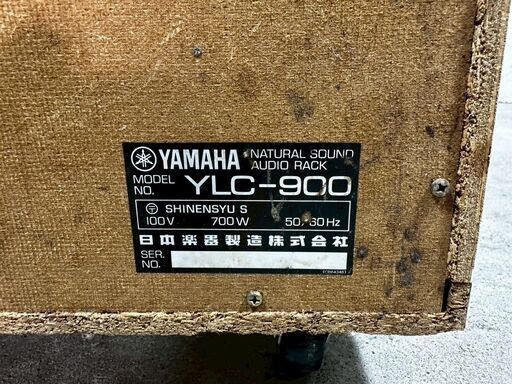 YAMAHA NATURAL SOUND
AUDIO RACK
MODEL NO. YLC-900
〒 SHINENSYU S
100V 700W 50/60Hz
日本楽器製造株式会社
SER. NO.